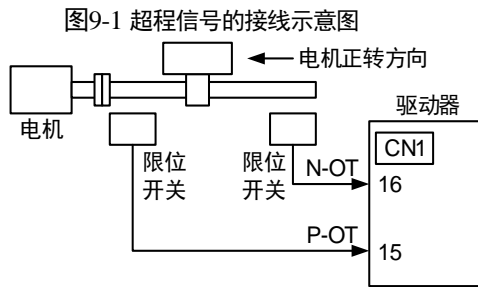 图9-1 超程信号的接线示意图
电机正转方向
电机
驱动器
CN1
限位
开关
限位
开关
N-OT
16
P-OT
15